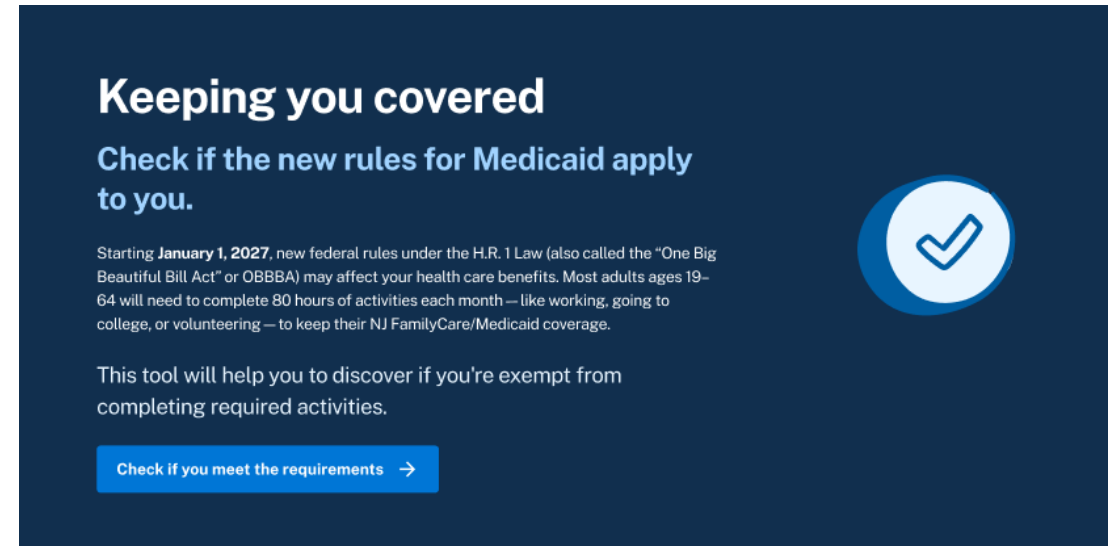 Keeping you covered
Check if the new rules for Medicaid apply
to you.
Starting January 1, 2027, new federal rules under the H.R. 1 Law (also called the “One Big
Beautiful Bill Act” or OBBBA) may affect your health care benefits. Most adults ages 19–
64 will need to complete 80 hours of activities each month — like working, going to
college, or volunteering — to keep their NJ FamilyCare/Medicaid coverage.
This tool will help you to discover if you're exempt from
completing required activities.
Check if you meet the requirements →